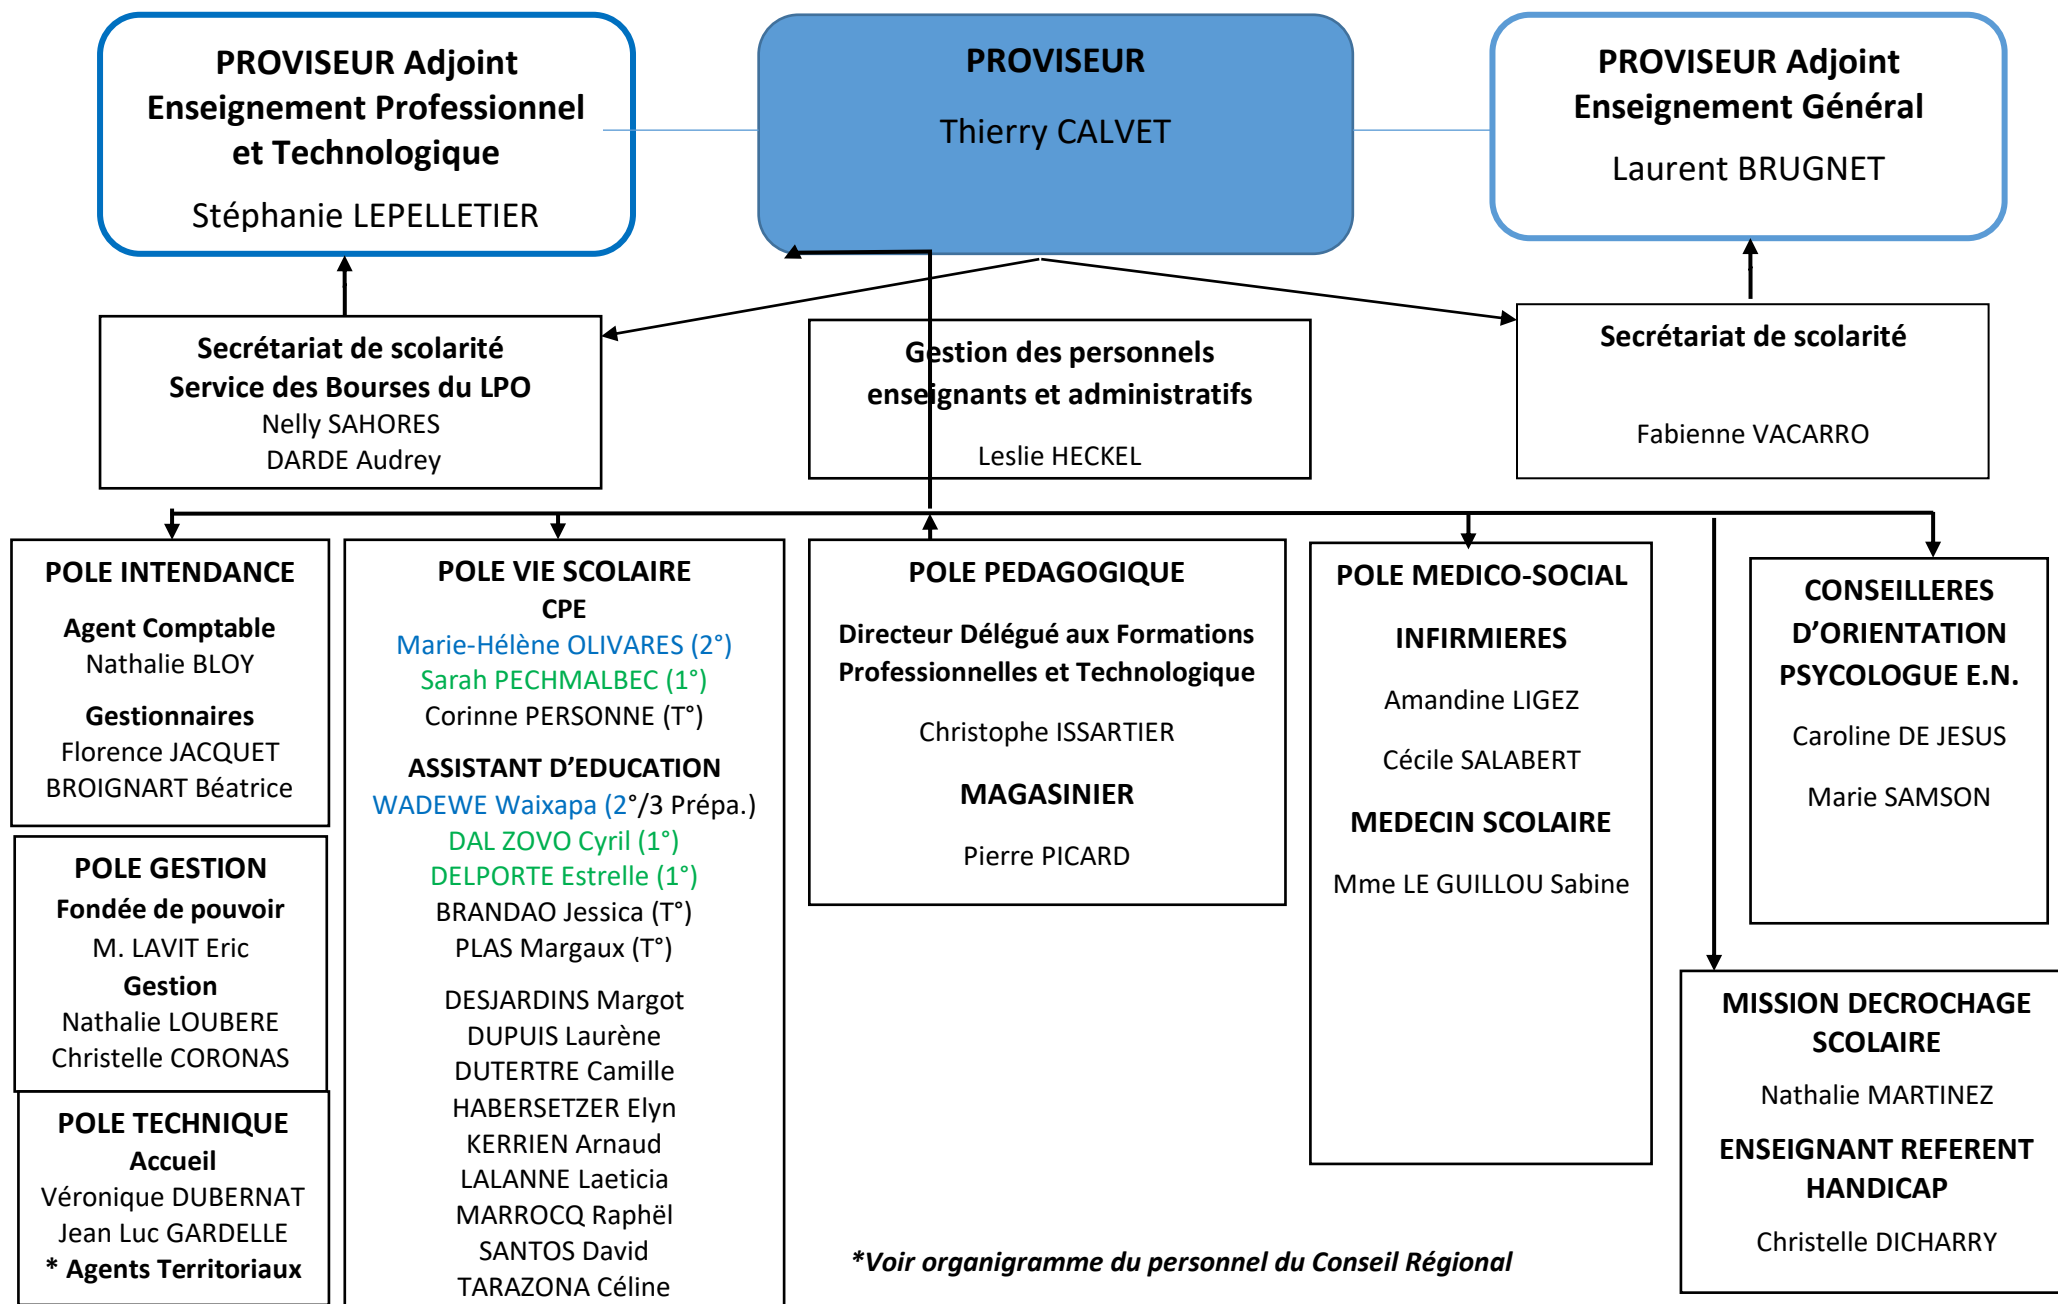 PROVISEUR Adjoint
Enseignement Professionnel
et Technologique
Stéphanie LEPELLETIER
PROVISEUR
Thierry CALVET
PROVISEUR Adjoint
Enseignement Général
Laurent BRUGNET
Secrétariat de scolarité
Service des Bourses du LPO
Nelly SAHORES
DARDE Audrey
Gestion des personnels
enseignants et administratifs
Leslie HECKEL
Secrétariat de scolarité
Fabienne VACARRO
POLE INTENDANCE
Agent Comptable
Nathalie BLOY
Gestionnaires
Florence JACQUET
BROIGNART Béatrice
POLE GESTION
Fondée de pouvoir
M. LAVIT Eric
Gestion
Nathalie LOUBERE
Christelle CORONAS
POLE TECHNIQUE
Accueil
Véronique DUBERNAT
Jean Luc GARDELLE
* Agents Territoriaux
POLE VIE SCOLAIRE
CPE
Marie-Hélène OLIVARES (2°)
Sarah PECHMALBEC (1°)
Corinne PERSONNE (T°)
ASSISTANT D'EDUCATION
WADEWE Waixapa (2°/3 Prépa.)
DAL ZOVO Cyril (1°)
DELPORTE Estrelle (1°)
BRANDAO Jessica (T°)
PLAS Margaux (T°)
DESJARDINS Margot
DUPUIS Laurène
DUTERTRE Camille
HABERSETZER Elyn
KERRIEN Arnaud
LALANNE Laeticia
MARROCQ Raphël
SANTOS David
TARAZONA Céline
POLE PEDAGOGIQUE
Directeur Délégué aux Formations
Professionnelles et Technologique
Christophe ISSARTIER
MAGASINIER
Pierre PICARD
POLE MEDICO-SOCIAL
INFIRMIERES
Amandine LIGEZ
Cécile SALABERT
MEDECIN SCOLAIRE
Mme LE GUILLOU Sabine
CONSEILLERES
D'ORIENTATION
PSYCOLOGUE E.N.
Caroline DE JESUS
Marie SAMSON
MISSION DECROCHAGE
SCOLAIRE
Nathalie MARTINEZ
ENSEIGNANT REFERENT
HANDICAP
Christelle DICHARRY
*Voir organigramme du personnel du Conseil Régional